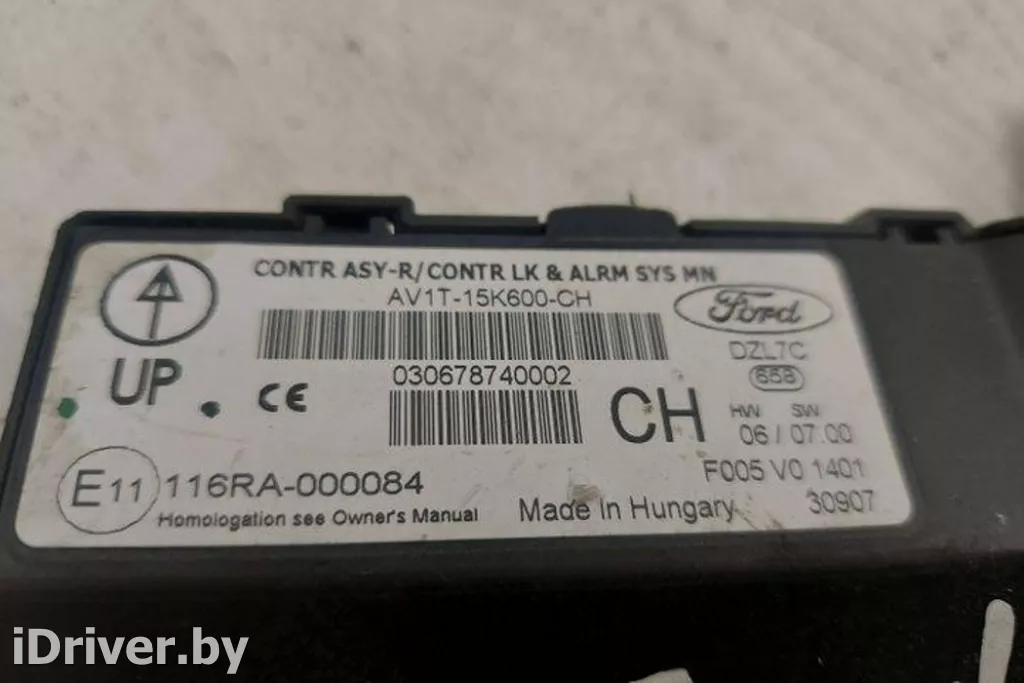 CONTR ASY-R/CONTR LK & ALRM SYS MN
AV1T-15K600-CH
Ford
DZL7C
UP
030678740002
658
CE
CH
HW SW
06 / 07.00
E11 116RA-000084
F005 V0 1401
Homologation see Owner's Manual
Made In Hungary
30907
iDriver.by